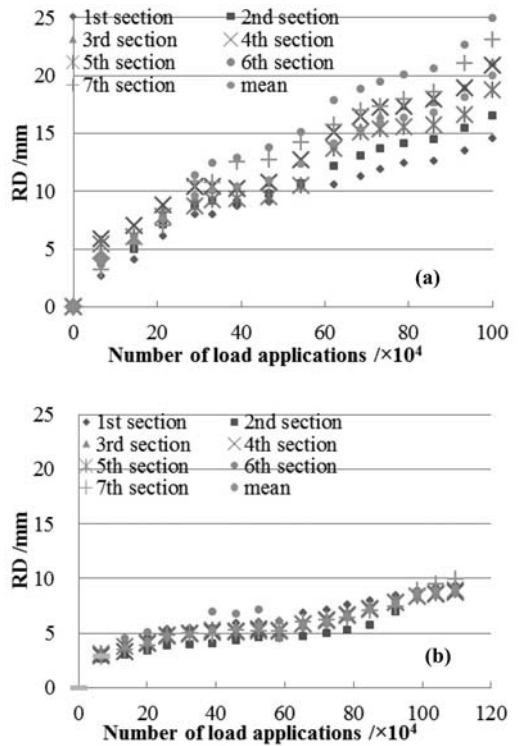 25
20
15
10
5
0
RD /mm
1st section
2nd section
3rd section
4th section
5th section
6th section
7th section
mean
(a)
0
20
40
60
80
100
Number of load applications /×10⁴
25
20
15
10
5
0
RD /mm
1st section
2nd section
3rd section
4th section
5th section
6th section
7th section
mean
(b)
0
20
40
60
80
100
120
Number of load applications /×10⁴